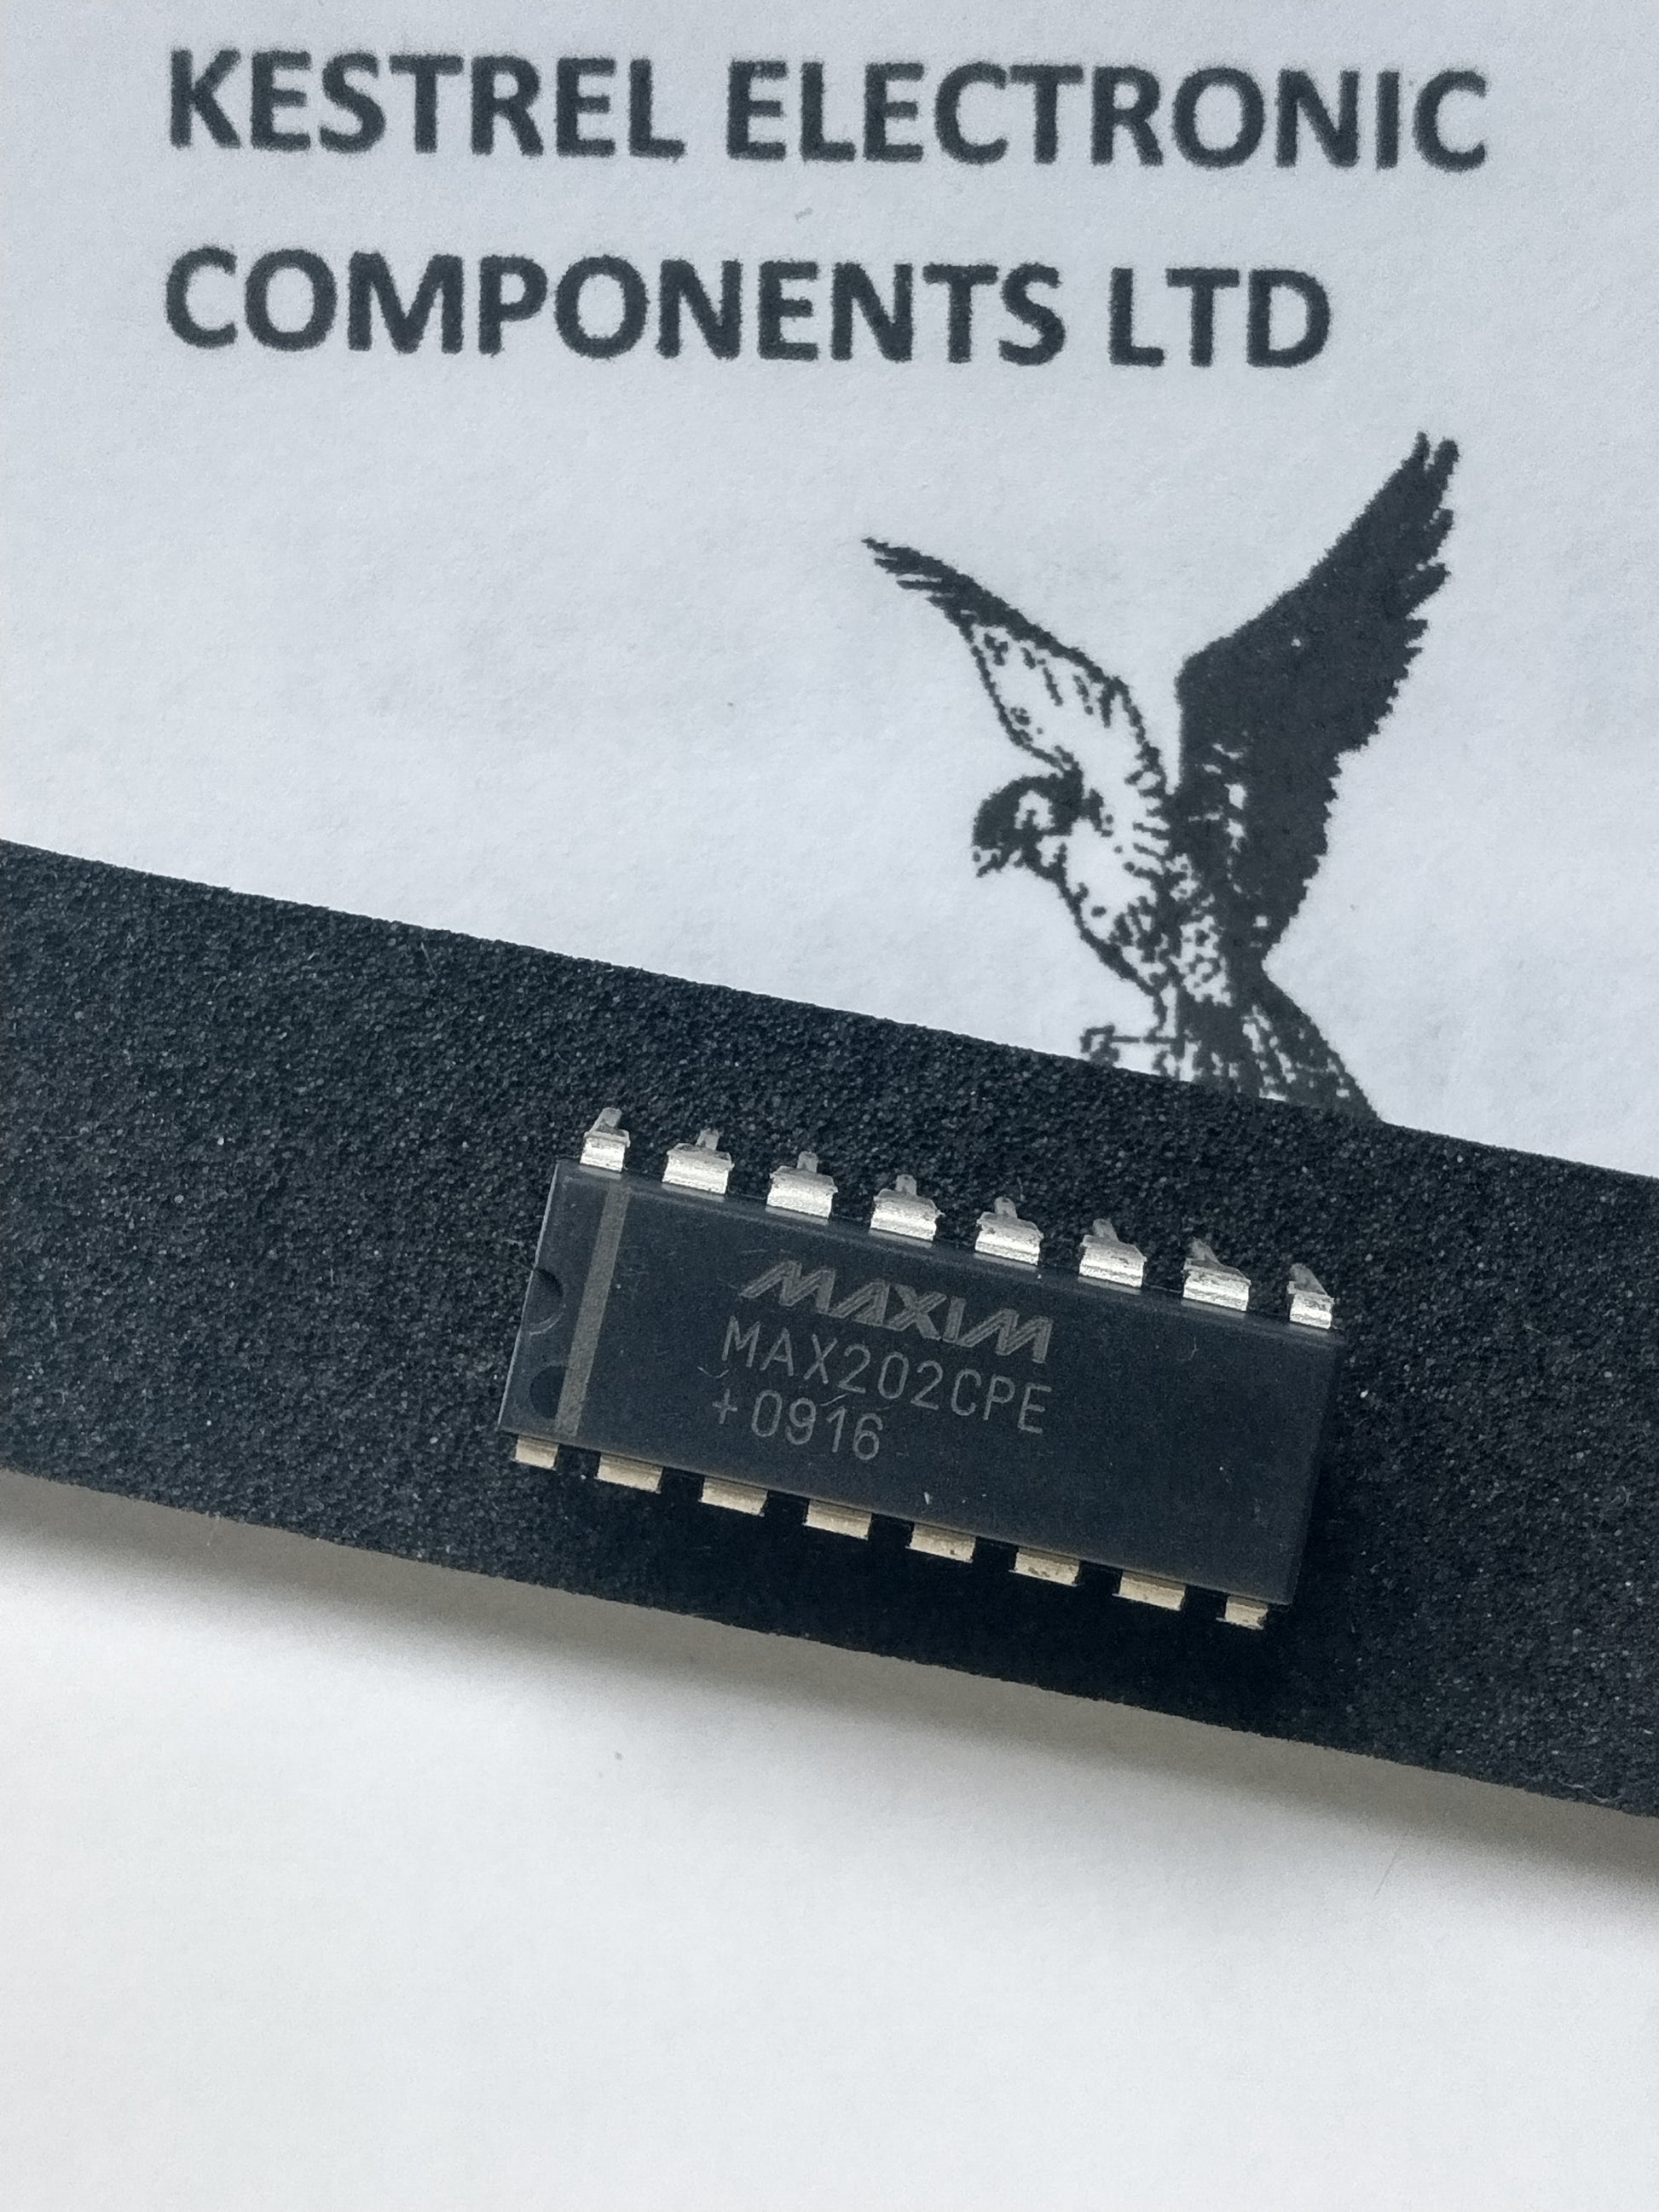 KESTREL ELECTRONIC
COMPONENTS LTD
MAXIM
MAX202CPE
+0916